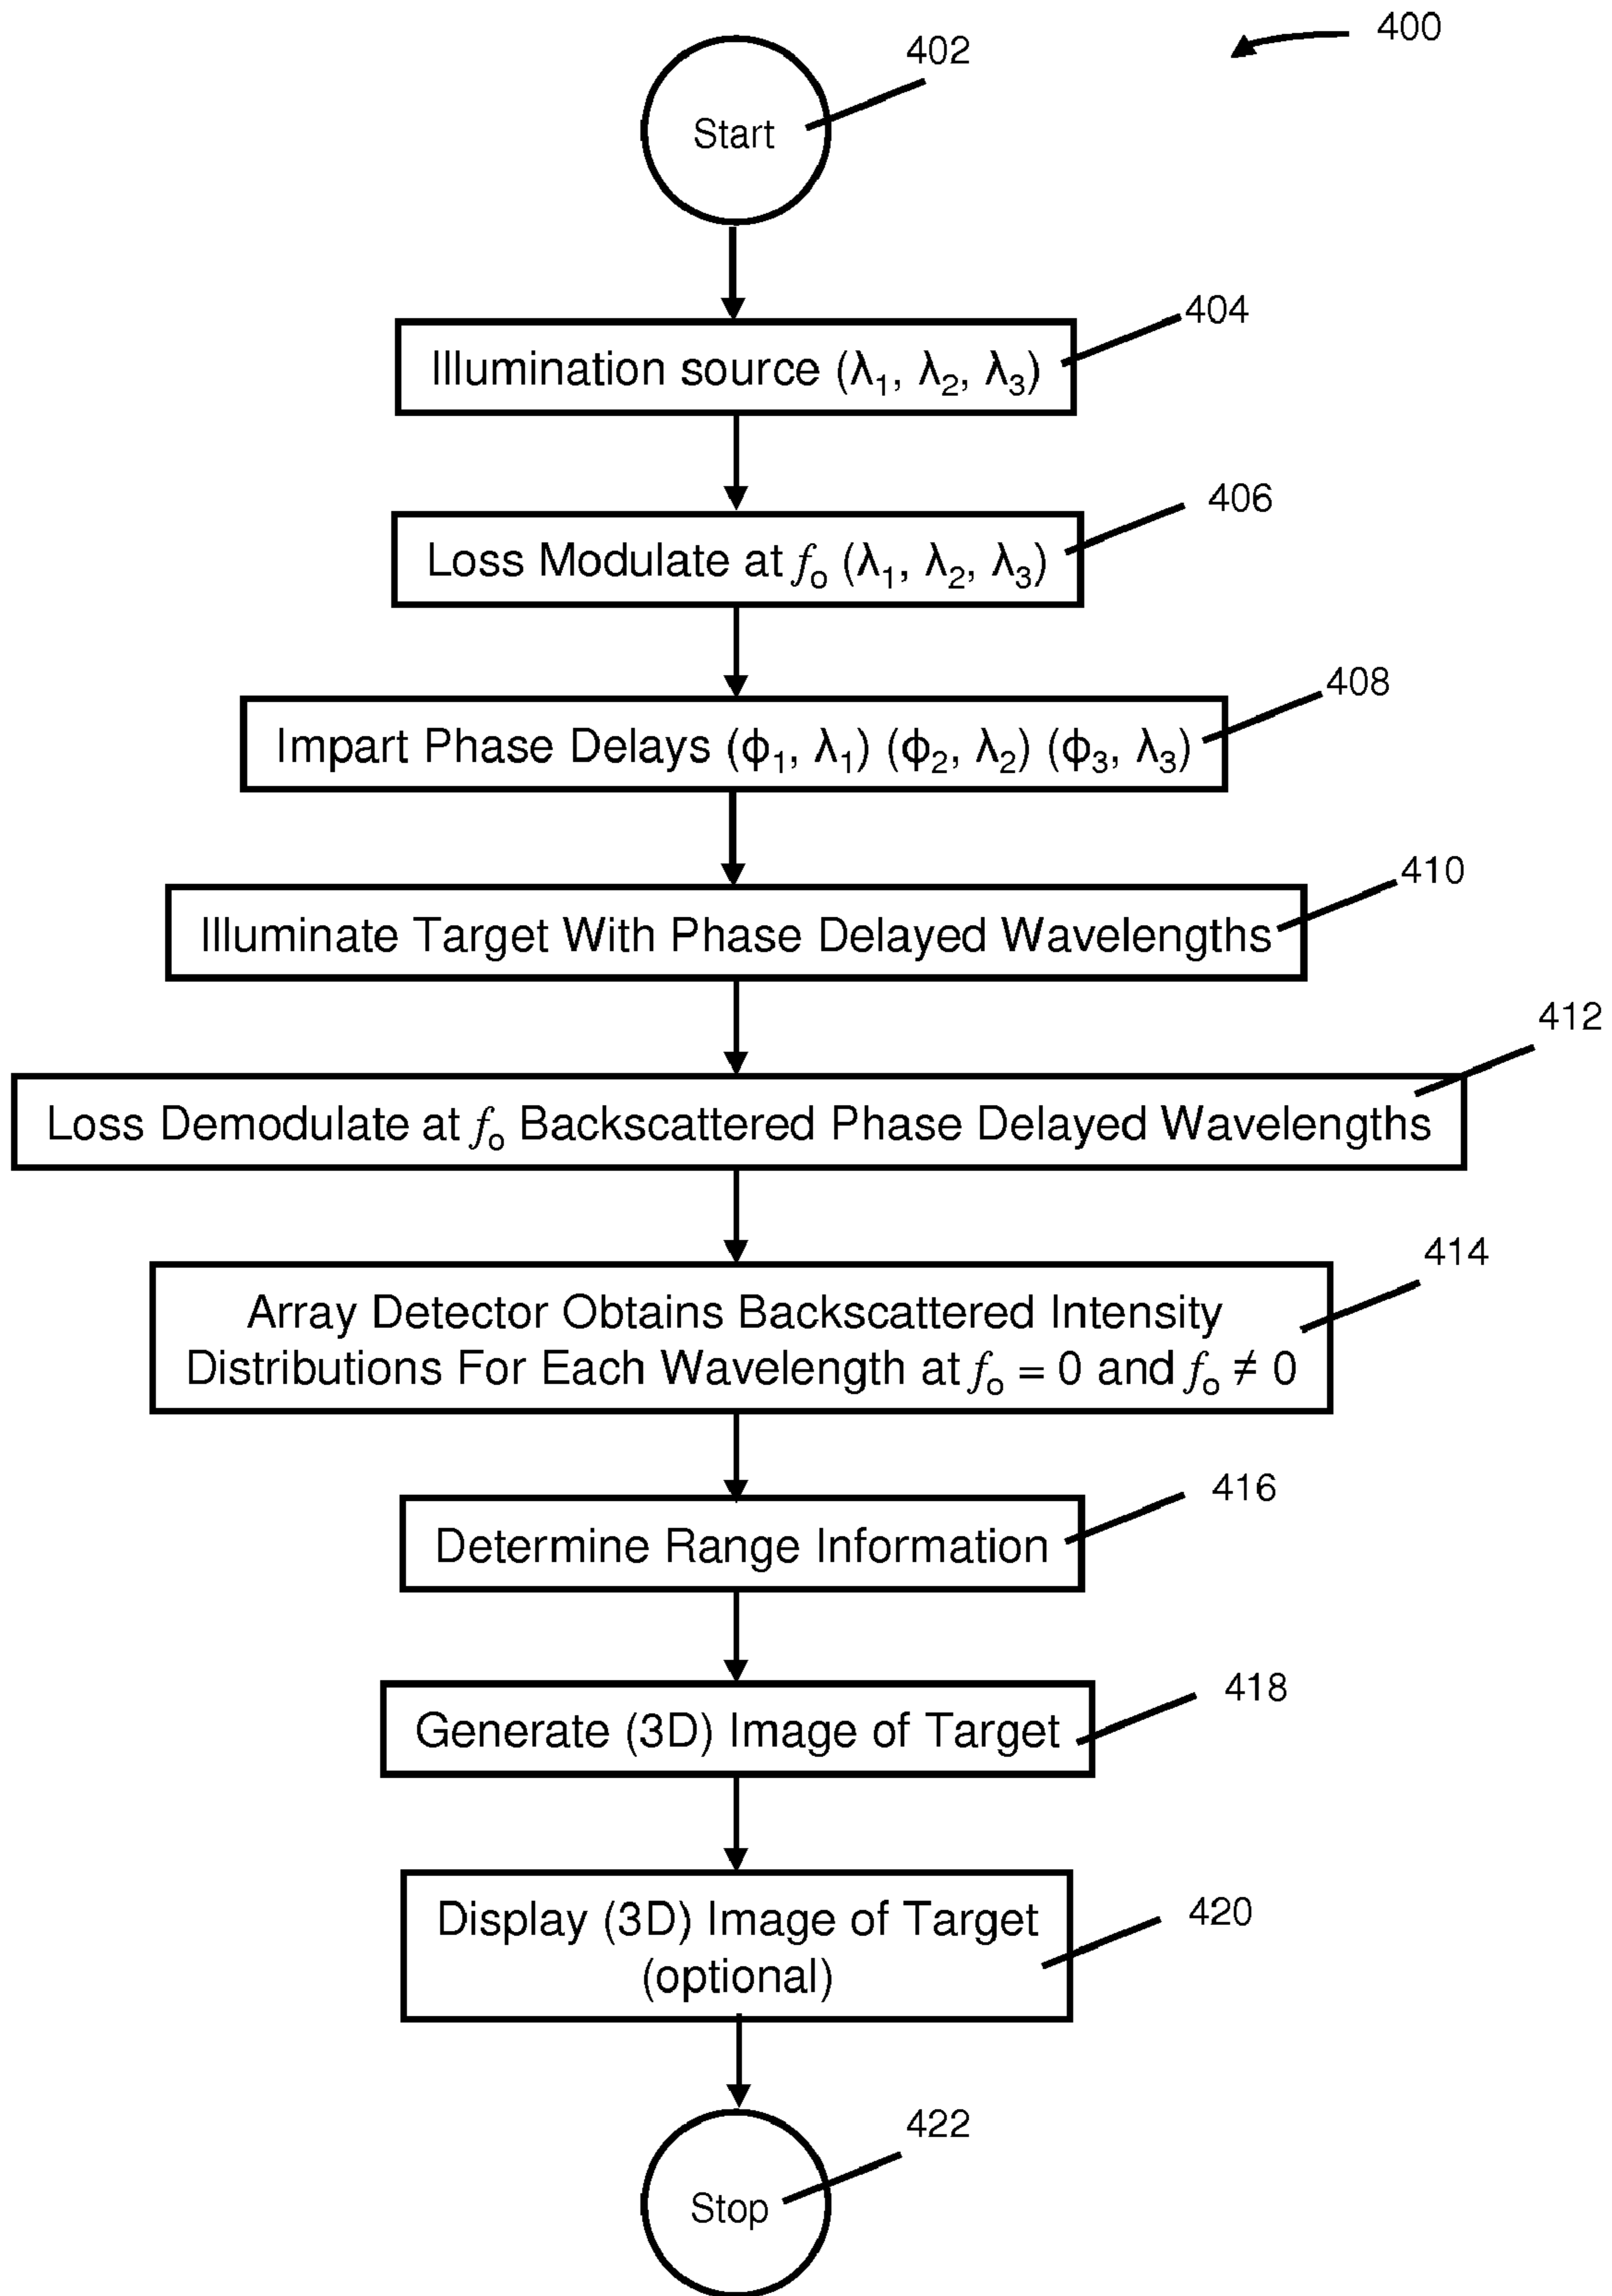 400
402
Start
404
Illumination source (λ₁, λ₂, λ₃)
406
Loss Modulate at fₒ (λ₁, λ₂, λ₃)
408
Impart Phase Delays (ϕ₁, λ₁) (ϕ₂, λ₂) (ϕ₃, λ₃)
410
Illuminate Target With Phase Delayed Wavelengths
412
Loss Demodulate at fₒ Backscattered Phase Delayed Wavelengths
414
Array Detector Obtains Backscattered Intensity
Distributions For Each Wavelength at fₒ = 0 and fₒ ≠ 0
416
Determine Range Information
418
Generate (3D) Image of Target
420
Display (3D) Image of Target
(optional)
422
Stop